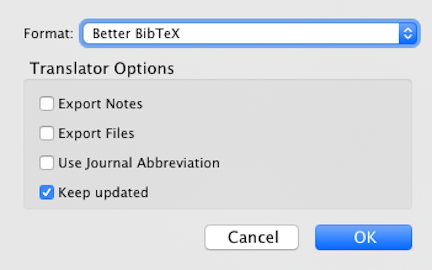 Format: Better BibTeX
Translator Options
Export Notes
Export Files
Use Journal Abbreviation
Keep updated
Cancel OK